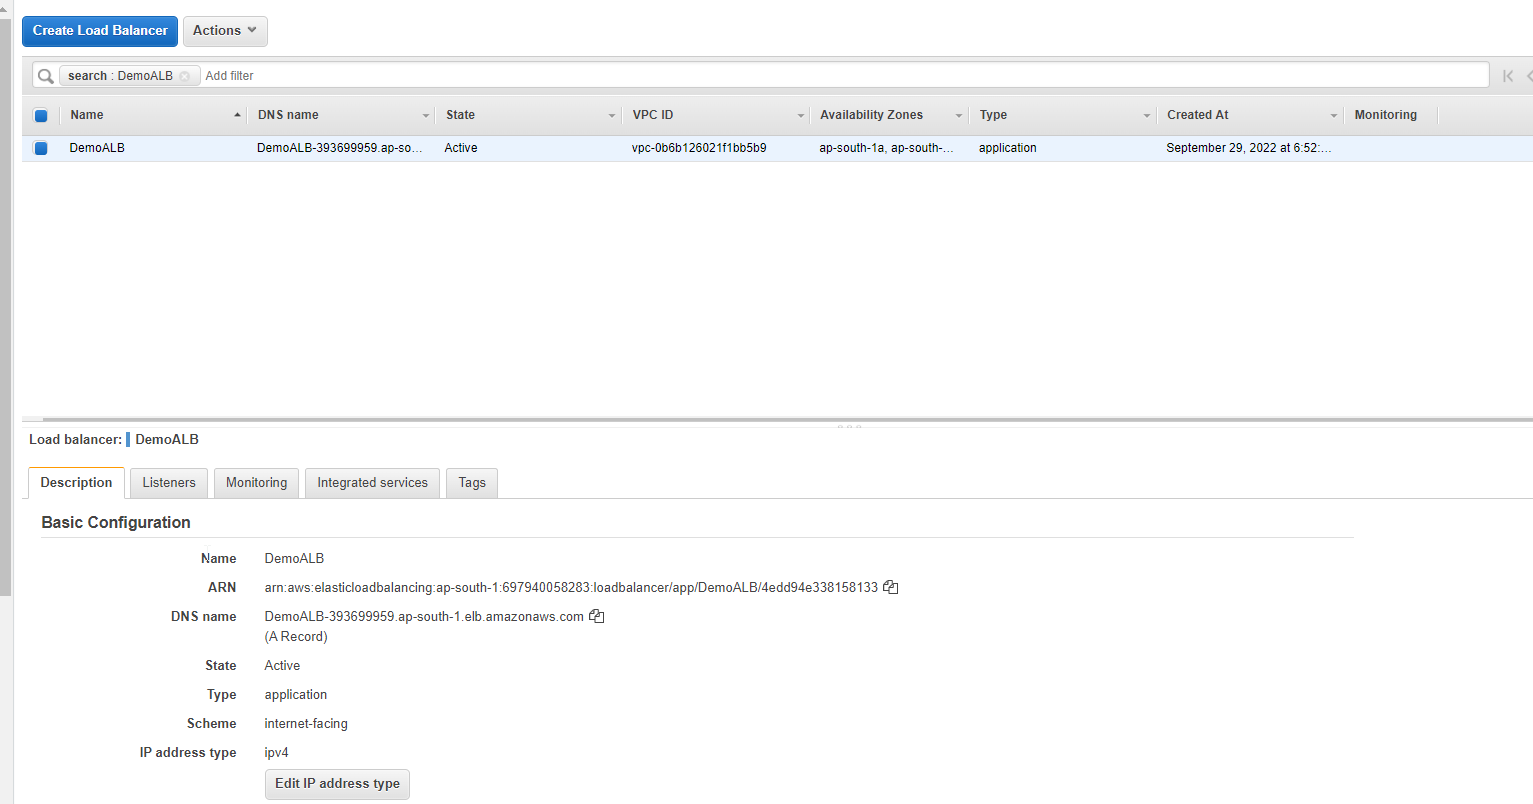 Create Load Balancer Actions
search : DemoALB Add filter
Name DNS name State VPC ID Availability Zones Type Created At Monitoring
DemoALB DemoALB-393699959.ap-so... Active vpc-0b6b126021f1bb5b9 ap-south-1a, ap-south-... application September 29, 2022 at 6:52:...
Load balancer: DemoALB
Description Listeners Monitoring Integrated services Tags
Basic Configuration
Name DemoALB
ARN arn:aws:elasticloadbalancing:ap-south-1:697940058283:loadbalancer/app/DemoALB/4edd94e338158133
DNS name DemoALB-393699959.ap-south-1.elb.amazonaws.com
(A Record)
State Active
Type application
Scheme internet-facing
IP address type ipv4
Edit IP address type